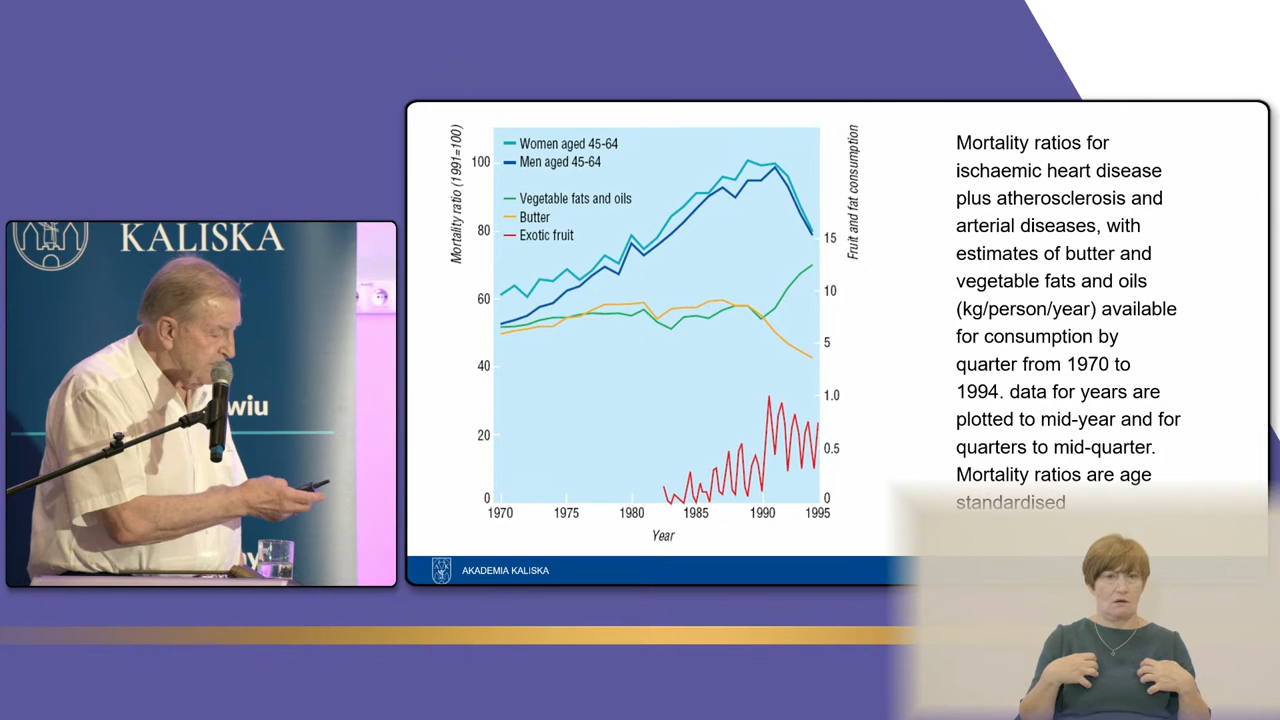 KALISKA
wiu
Mortality ratio (1991=100)
Fruit and fat consumption
Women aged 45-64
Men aged 45-64
Vegetable fats and oils
Butter
Exotic fruit
100
80
60
40
20
0
15
10
5
1.0
0.5
0
1970 1975 1980 1985 1990 1995
Year
Mortality ratios for
ischaemic heart disease
plus atherosclerosis and
arterial diseases, with
estimates of butter and
vegetable fats and oils
(kg/person/year) available
for consumption by
quarter from 1970 to
1994. data for years are
plotted to mid-year and for
quarters to mid-quarter.
Mortality ratios are age
standardised
AKADEMIA KALISKA